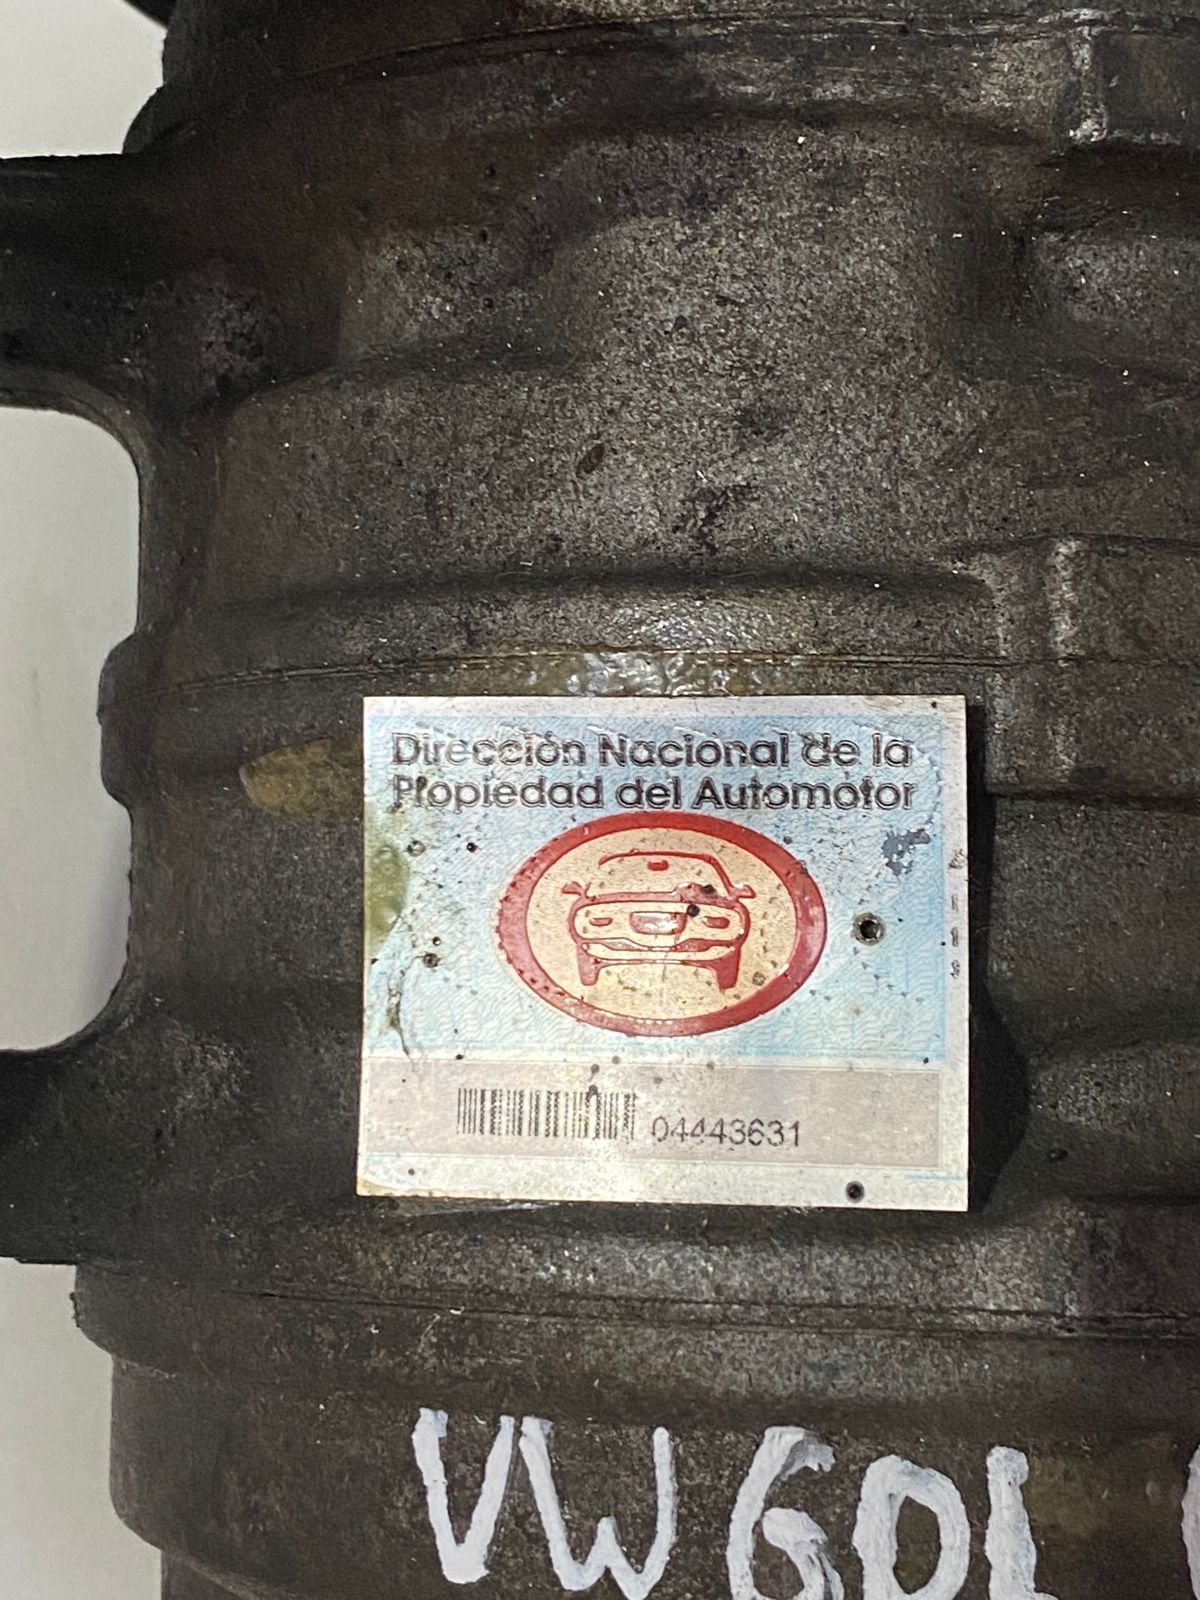 Dirección Nacional de la
Propiedad del Automotor
04443631
VW GOL